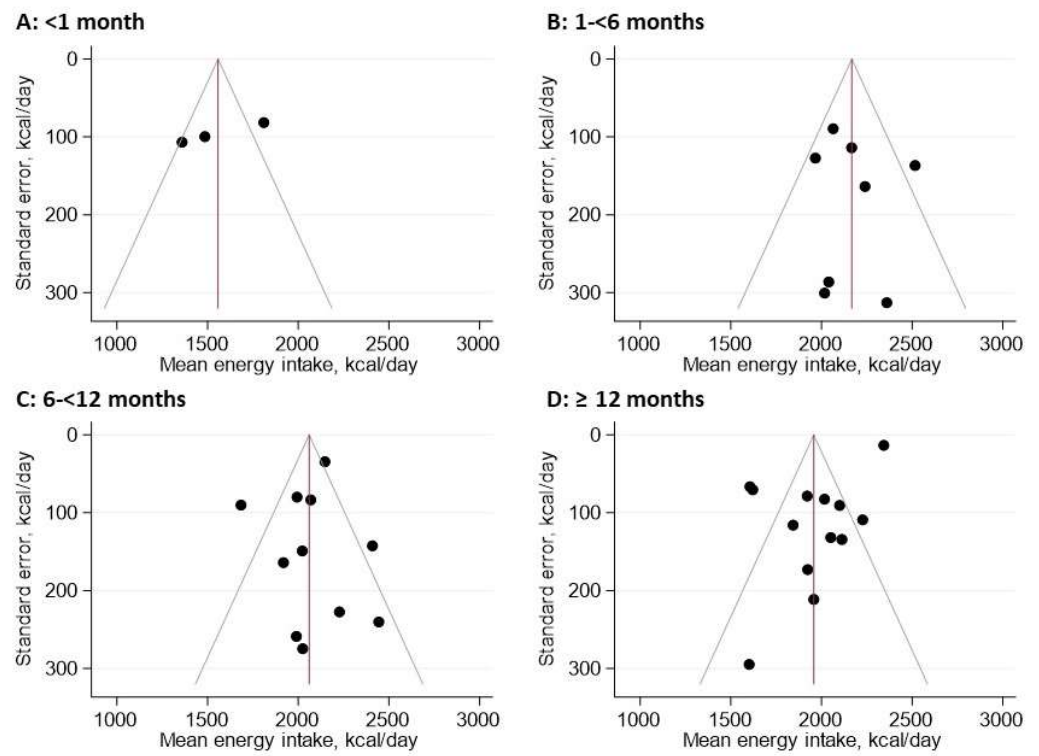 A: <1 month
0
100
200
300
Standard error, kcal/day
1000 1500 2000 2500 3000
Mean energy intake, kcal/day
B: 1-<6 months
0
100
200
300
Standard error, kcal/day
1000 1500 2000 2500 3000
Mean energy intake, kcal/day
C: 6-<12 months
0
100
200
300
Standard error, kcal/day
1000 1500 2000 2500 3000
Mean energy intake, kcal/day
D: ≥ 12 months
0
100
200
300
Standard error, kcal/day
1000 1500 2000 2500 3000
Mean energy intake, kcal/day